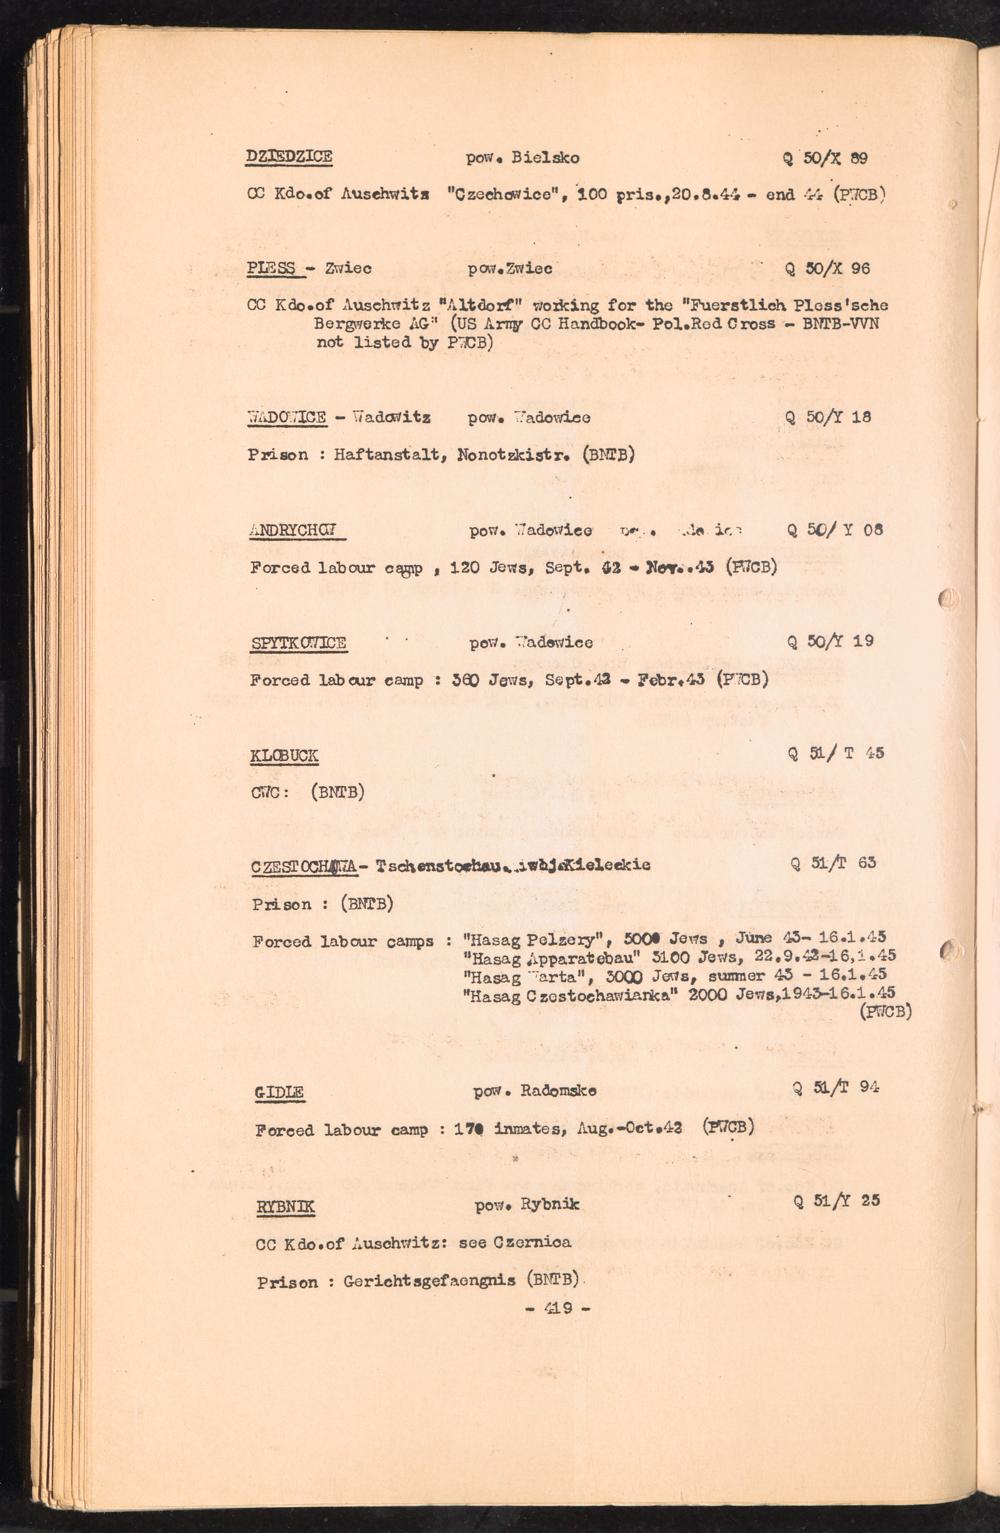 DZIEDZICE pow. Bielsko Q 50/X 89
CC Kdo.of Auschwitz "Czechowice", 100 pris.,20.8.44 - end 44 (PWCB)
PLESS - Zwiec pow.Zwiec Q 50/X 96
CC Kdo.of Auschwitz "Altdorf" working for the "Fuerstlich Pless'sche
Bergwerke AG" (US Army CC Handbook- Pol.Red Cross - BNTB-VVN
not listed by PWCB)
WADOWICE - Wadowitz pow. Wadowice Q 50/Y 18
Prison : Haftanstalt, Nonotzkistr. (BNTB)
ANDRYCHOW pow. Wadowice Q 50/ Y 08
Forced labour camp , 120 Jews, Sept. 42 - Nov..43 (PWCB)
SPYTKOWICE pow. Wadowice Q 50/Y 19
Forced labour camp : 360 Jews, Sept.42 - Febr.43 (PWCB)
KLOBUCK Q 51/ T 45
CWC: (BNTB)
CZESTOCHAWA- Tschenstochau. iwbj.Kieleckie Q 51/T 63
Prison : (BNTB)
Forced labour camps : "Hasag Pelzery", 5000 Jews , June 43- 16.1.45
"Hasag Apparatebau" 3100 Jews, 22.9.42-16,1.45
"Hasag Warta", 3000 Jews, summer 43 - 16.1.45
"Hasag Czestochawianka" 2000 Jews,1943-16.1.45
(PWCB)
GIDLE pow. Radomsko Q 51/T 94
Forced labour camp : 170 inmates, Aug.-Oct.42 (PWCB)
RYBNIK pow. Rybnik Q 51/Y 25
CC Kdo.of Auschwitz: see Czernica
Prison : Gerichtsgefaengnis (BNTB)
- 419 -